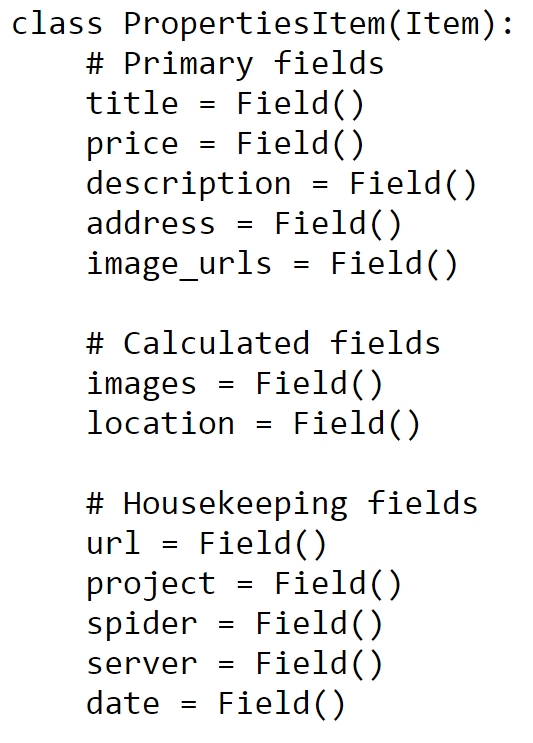 class PropertiesItem(Item):
    # Primary fields
    title = Field()
    price = Field()
    description = Field()
    address = Field()
    image_urls = Field()

    # Calculated fields
    images = Field()
    location = Field()

    # Housekeeping fields
    url = Field()
    project = Field()
    spider = Field()
    server = Field()
    date = Field()